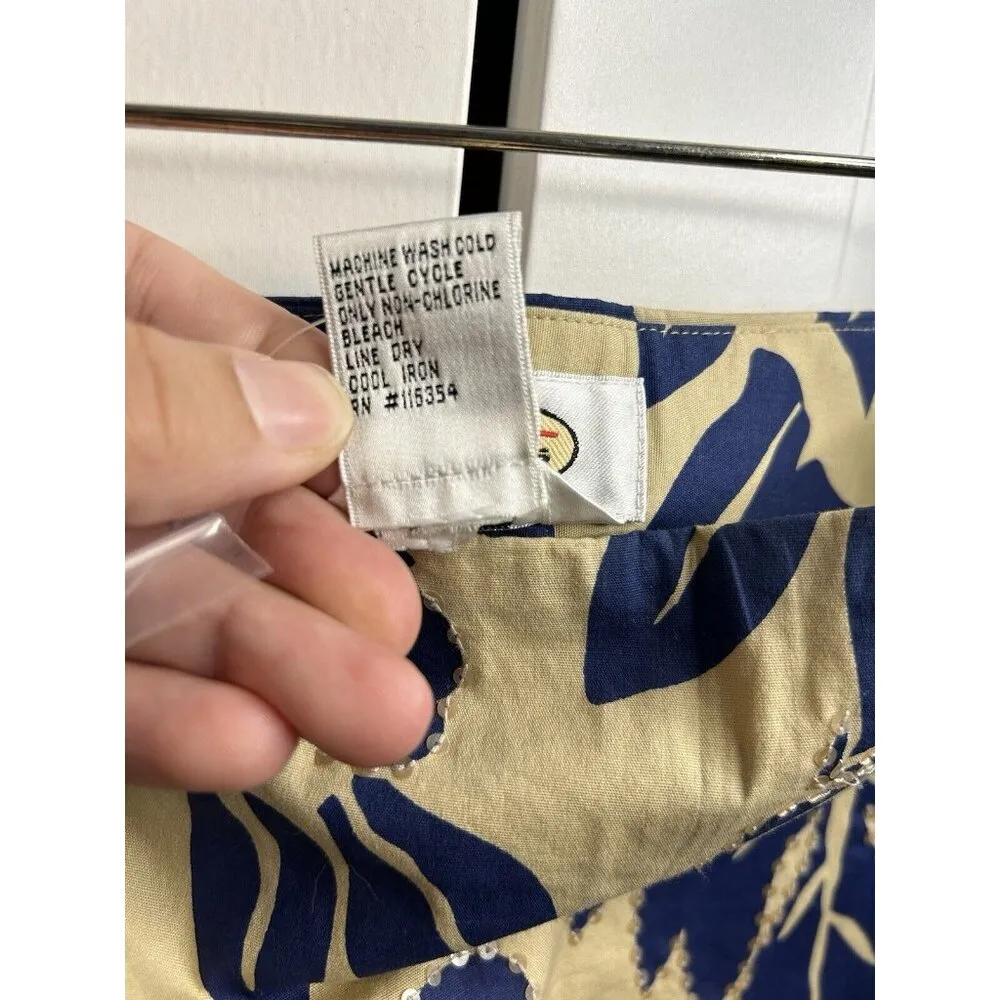 MACHINE WASH COLD
GENTLE CYCLE
ONLY NON-CHLORINE
BLEACH
LINE DRY
COOL IRON
RN #116354